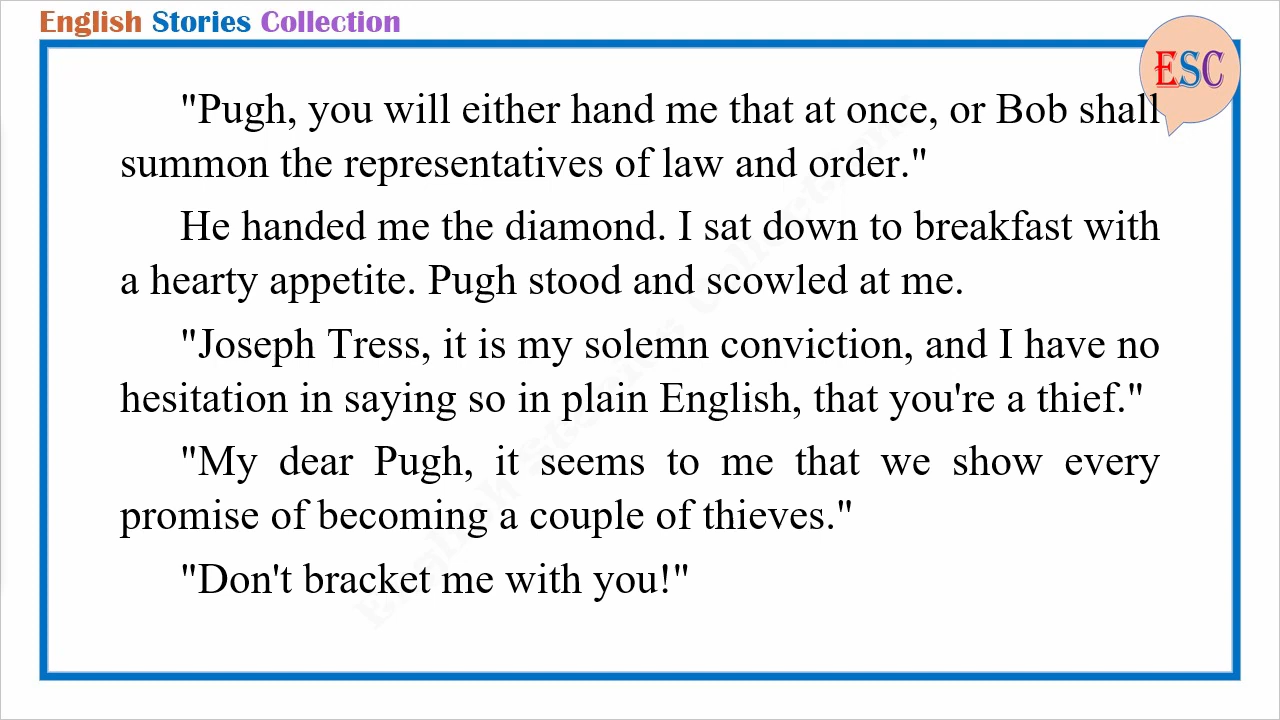 English Stories Collection
ESC
"Pugh, you will either hand me that at once, or Bob shall
summon the representatives of law and order."
He handed me the diamond. I sat down to breakfast with
a hearty appetite. Pugh stood and scowled at me.
"Joseph Tress, it is my solemn conviction, and I have no
hesitation in saying so in plain English, that you're a thief."
"My dear Pugh, it seems to me that we show every
promise of becoming a couple of thieves."
"Don't bracket me with you!"
English Stories Collection